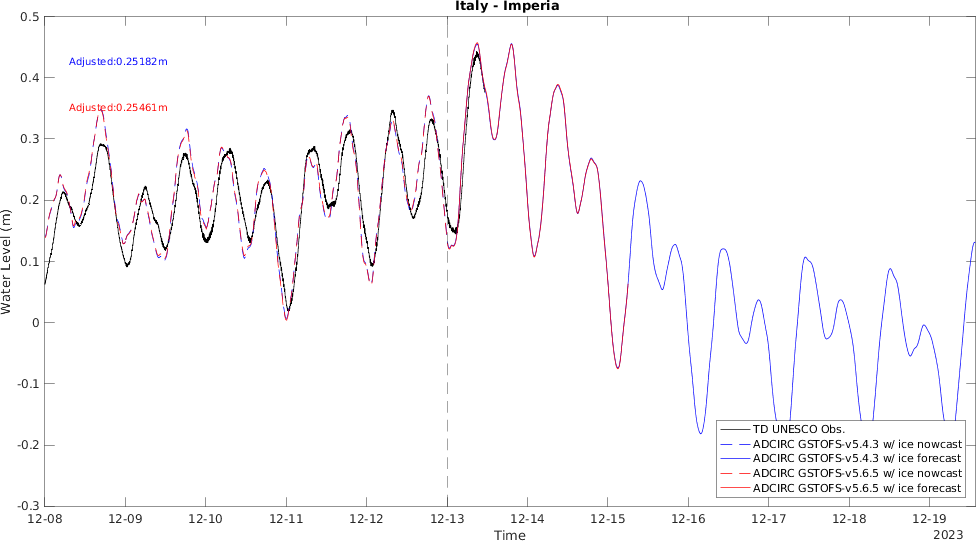 Italy - Imperia
0.5
0.4
0.3
0.2
0.1
0
-0.1
-0.2
-0.3
Water Level (m)
Adjusted:0.25182m
Adjusted:0.25461m
TD UNESCO Obs.
ADCIRC GSTOFS-v5.4.3 w/ ice nowcast
ADCIRC GSTOFS-v5.4.3 w/ ice forecast
ADCIRC GSTOFS-v5.6.5 w/ ice nowcast
ADCIRC GSTOFS-v5.6.5 w/ ice forecast
12-08 12-09 12-10 12-11 12-12 12-13 12-14 12-15 12-16 12-17 12-18 12-19
2023
Time